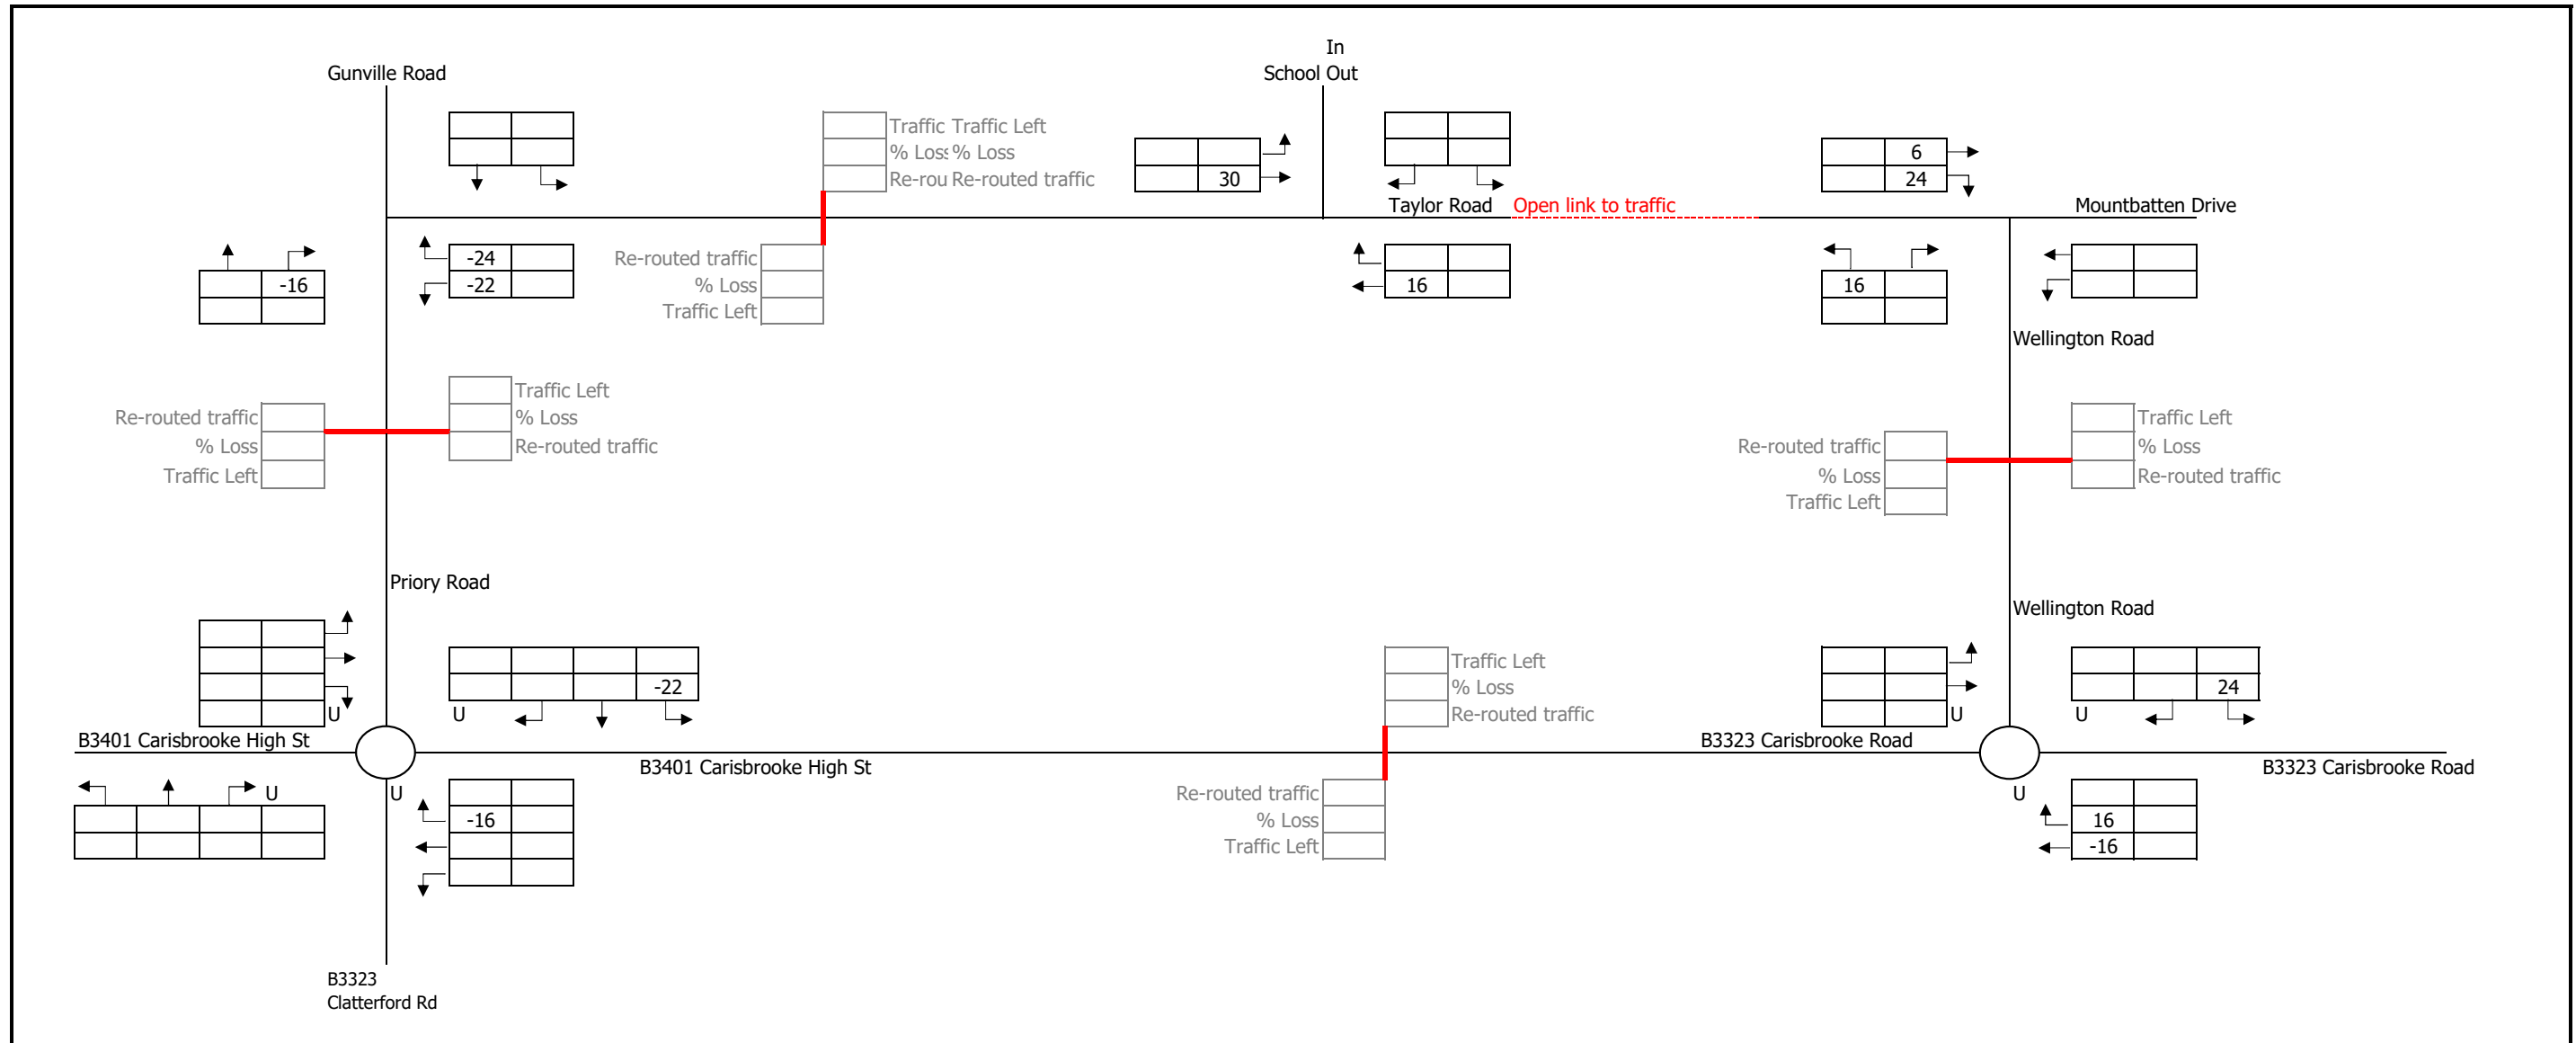 In
Gunville Road
School Out
Traffic Traffic Left
% Loss % Loss
Re-rou Re-routed traffic
30
6
24
Taylor Road
Open link to traffic
Mountbatten Drive
-16
-24
-22
Re-routed traffic
% Loss
Traffic Left
16
16
Wellington Road
Re-routed traffic
% Loss
Traffic Left
Traffic Left
% Loss
Re-routed traffic
Re-routed traffic
% Loss
Traffic Left
Traffic Left
% Loss
Re-routed traffic
Priory Road
Wellington Road
U
-22
U
Traffic Left
% Loss
Re-routed traffic
U
24
U
B3401 Carisbrooke High St
B3401 Carisbrooke High St
B3323 Carisbrooke Road
B3323 Carisbrooke Road
U
U
-16
Re-routed traffic
% Loss
Traffic Left
U
16
-16
B3323
Clatterford Rd